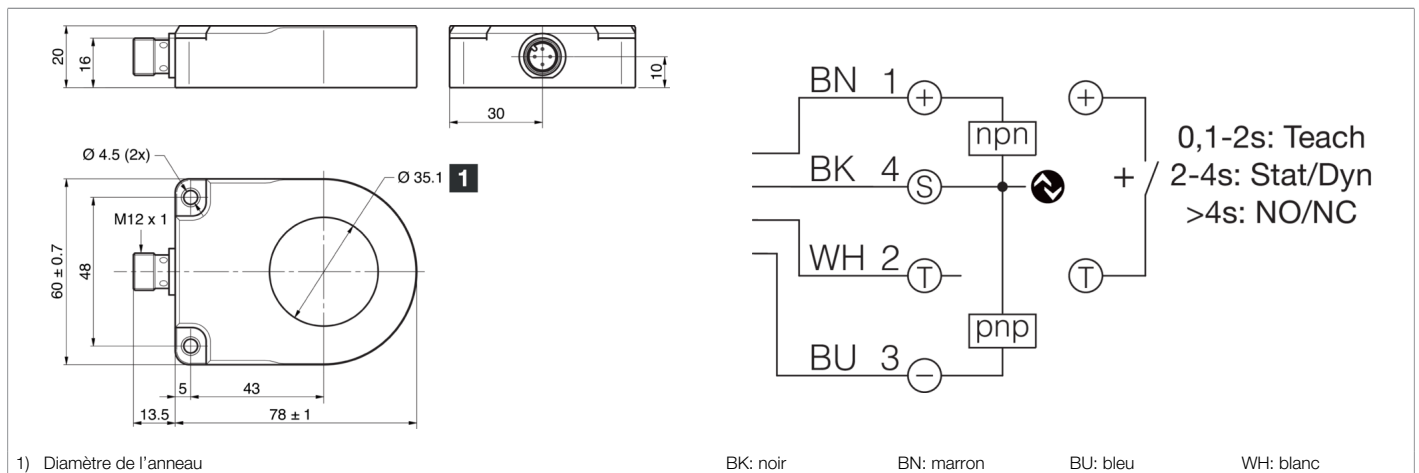 20
16
10
30
Ø 4.5 (2x)
Ø 35.1 1
M12 x 1
60 ± 0.7
48
5
43
13.5
78 ± 1
BN 1 +
npn
BK 4 S
WH 2 T
pnp
BU 3 −
+
+
T
0,1-2s: Teach
2-4s: Stat/Dyn
>4s: NO/NC
1) Diamètre de l'anneau
BK: noir
BN: marron
BU: bleu
WH: blanc